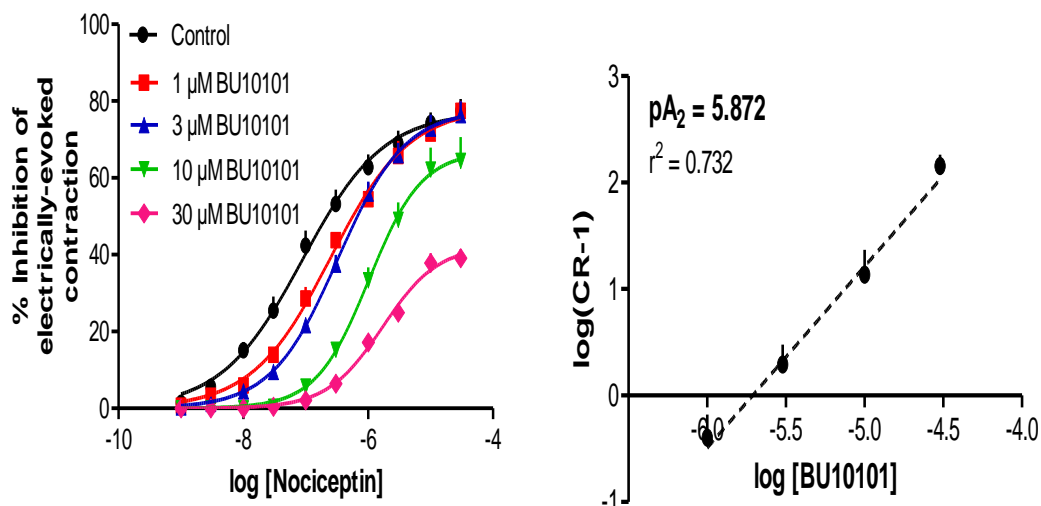 100
80
60
40
20
0
% Inhibition of
electrically-evoked
contraction
Control
1 µM BU10101
3 µM BU10101
10 µM BU10101
30 µM BU10101
-10
-8
-6
-4
log [Nociceptin]
3
2
1
0
-1
log(CR-1)
pA₂ = 5.872
r² = 0.732
-6.0
-5.5
-5.0
-4.5
-4.0
log [BU10101]